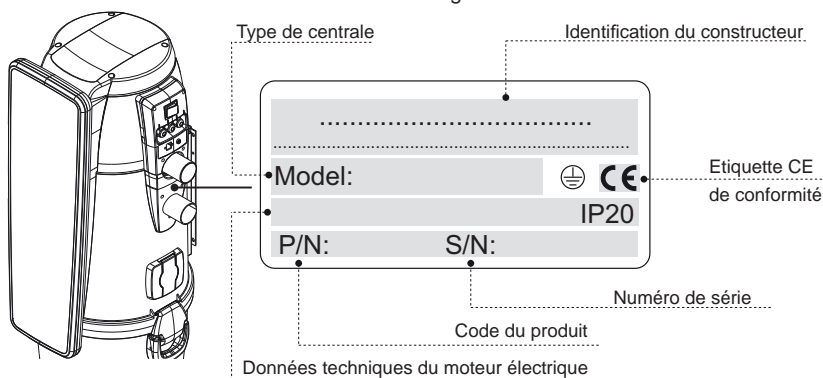 Type de centrale
Identification du constructeur
Model:
CE
Etiquette CE
de conformité
IP20
P/N: S/N:
Numéro de série
Code du produit
Données techniques du moteur électrique